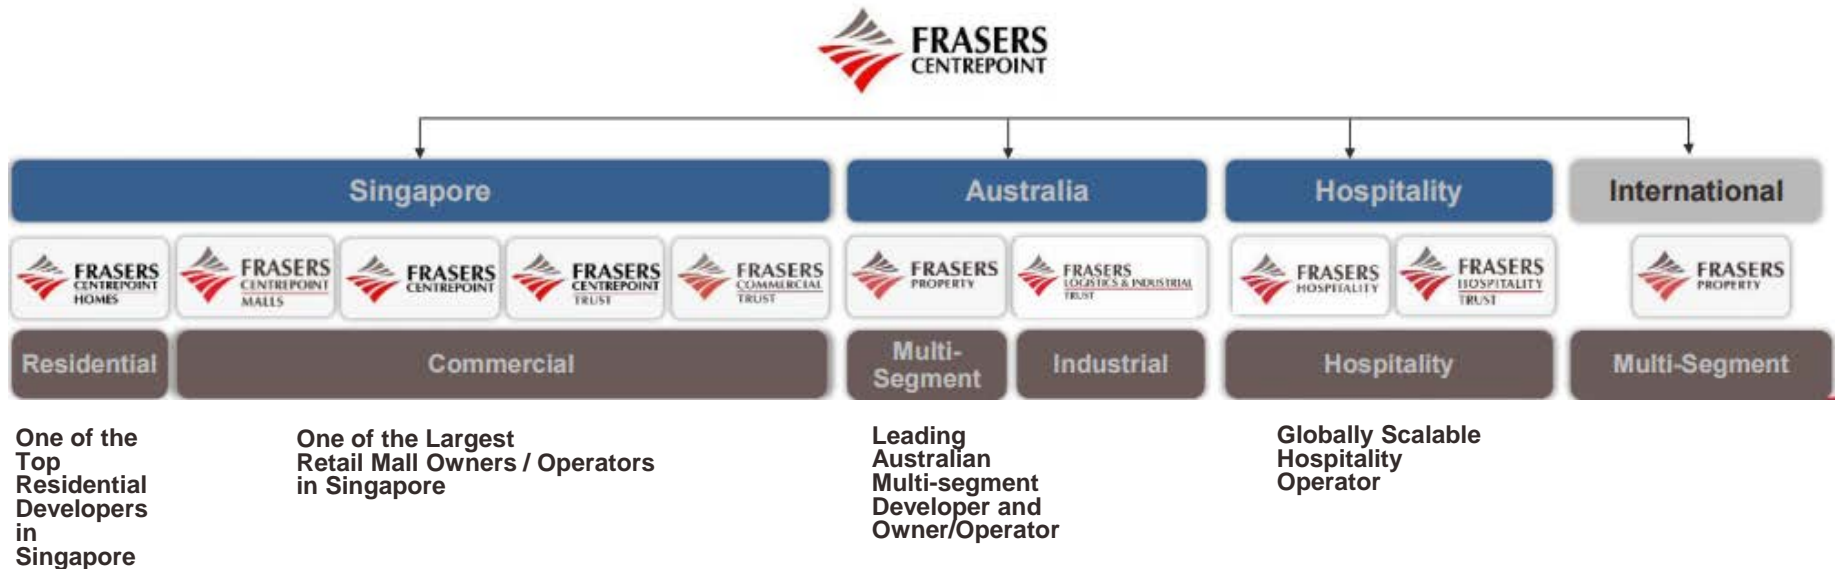 FRASERS
CENTREPOINT
Singapore
Australia
Hospitality
International
FRASERS
CENTREPOINT
HOMES
FRASERS
CENTREPOINT
MALLS
FRASERS
CENTREPOINT
FRASERS
CENTREPOINT
TRUST
FRASERS
COMMERCIAL
TRUST
FRASERS
PROPERTY
FRASERS
LOGISTICS & INDUSTRIAL
TRUST
FRASERS
HOSPITALITY
FRASERS
HOSPITALITY
TRUST
FRASERS
PROPERTY
Residential
Commercial
Multi-
Segment
Industrial
Hospitality
Multi-Segment
One of the
Top
Residential
Developers
in
Singapore
One of the Largest
Retail Mall Owners / Operators
in Singapore
Leading
Australian
Multi-segment
Developer and
Owner/Operator
Globally Scalable
Hospitality
Operator